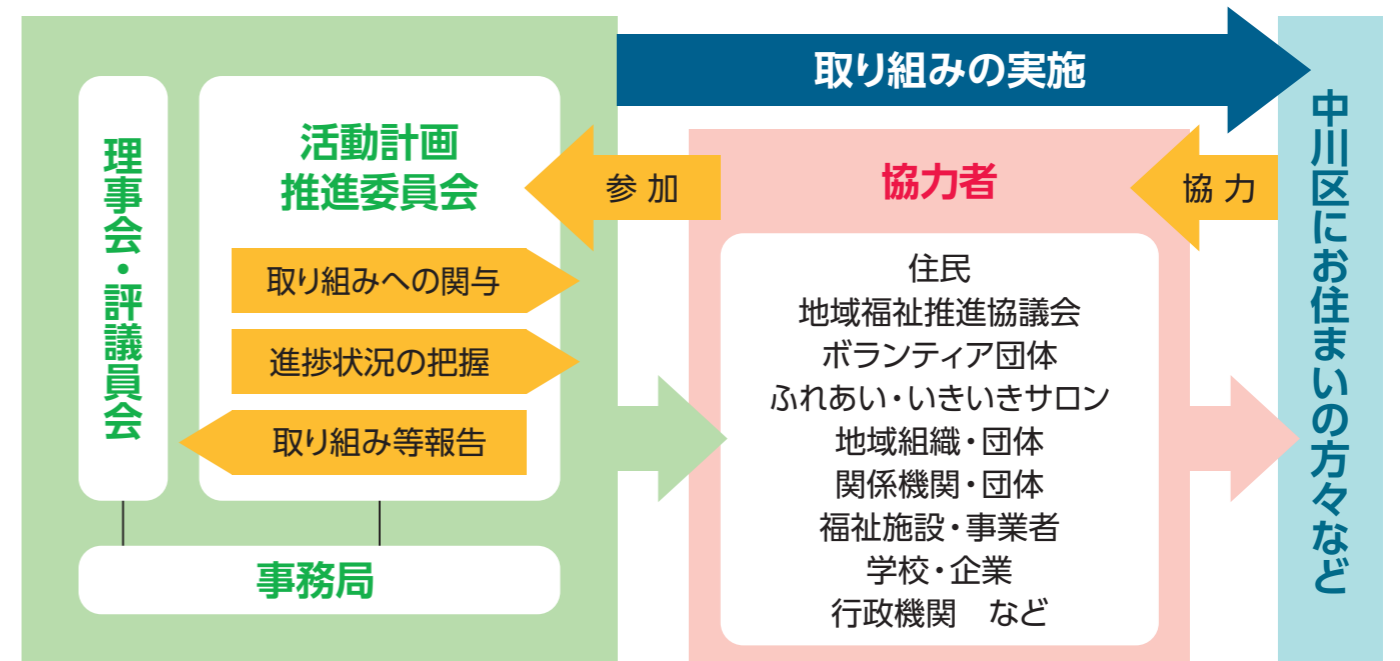 取り組みの実施
理事会・評議員会
活動計画
推進委員会
取り組みへの関与
進捗状況の把握
取り組み等報告
事務局
参 加
協力者
住民
地域福祉推進協議会
ボランティア団体
ふれあい・いきいきサロン
地域組織・団体
関係機関・団体
福祉施設・事業者
学校・企業
行政機関　など
協 力
中川区にお住まいの方々など